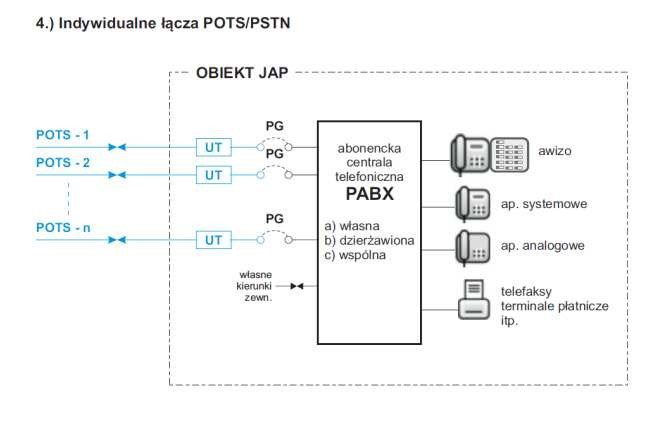 4.) Indywidualne łącza POTS/PSTN
OBIEKT JAP
POTS - 1
UT
PG
POTS - 2
UT
PG
POTS - n
UT
PG
własne
kierunki
zewn.
abonencka
centrala
telefoniczna
PABX
a) własna
b) dzierżawiona
c) wspólna
awizo
ap. systemowe
ap. analogowe
telefaksy
terminale płatnicze
itp.